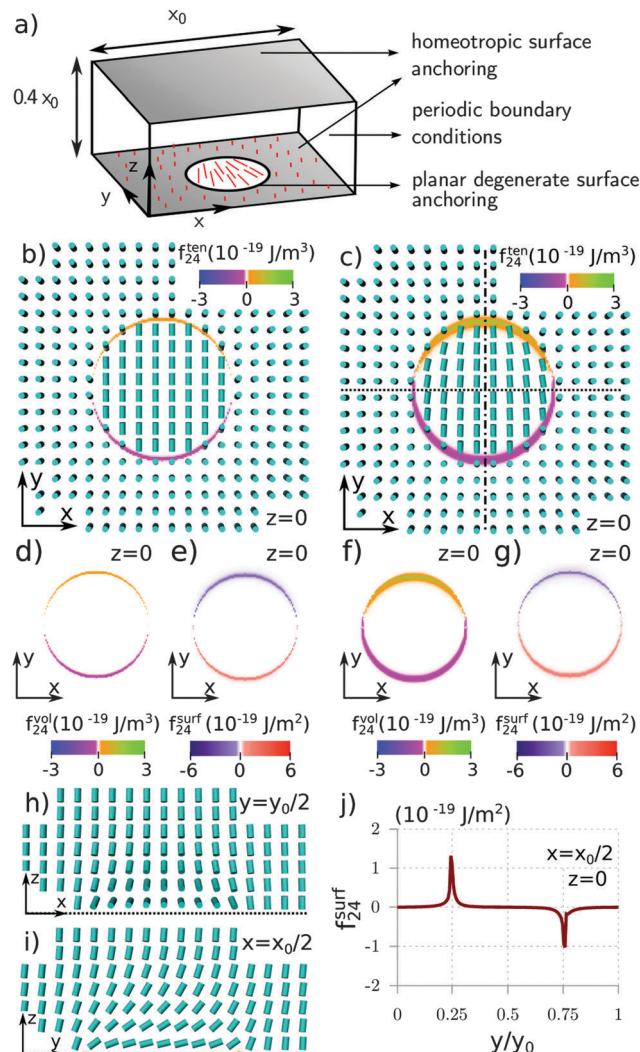 a)
x₀
0.4 x₀
z
y
x
homeotropic surface
anchoring
periodic boundary
conditions
planar degenerate surface
anchoring
b)
f₂₄ᵗᵉⁿ(10⁻¹⁹ J/m³)
-3 0 3
y
x
z=0
c)
f₂₄ᵗᵉⁿ(10⁻¹⁹ J/m³)
-3 0 3
y
x
z=0
d)
z=0
y
x
f₂₄ᵛᵒˡ(10⁻¹⁹ J/m³)
-3 0 3
e)
z=0
y
x
f₂₄ˢᵘʳᶠ(10⁻¹⁹ J/m²)
-6 0 6
f)
z=0
y
x
f₂₄ᵛᵒˡ(10⁻¹⁹ J/m³)
-3 0 3
g)
z=0
y
x
f₂₄ˢᵘʳᶠ(10⁻¹⁹ J/m²)
-6 0 6
h)
y=y₀/2
z
x
i)
x=x₀/2
z
y
j)
(10⁻¹⁹ J/m²)
x=x₀/2
z=0
f₂₄ˢᵘʳᶠ
2
1
0
-1
-2
0 0.25 0.5 0.75 1
y/y₀